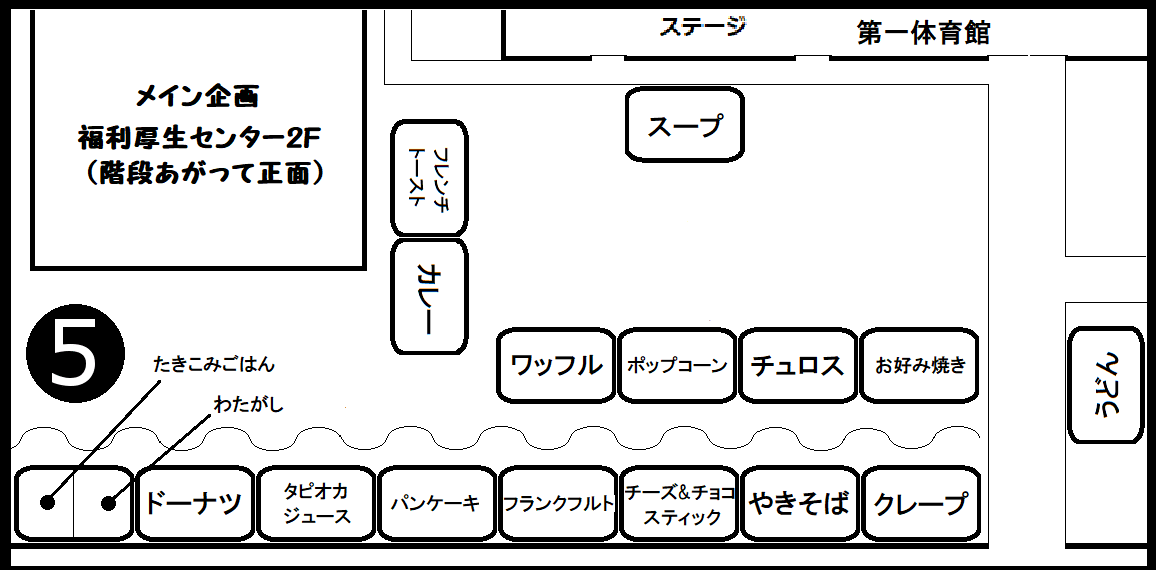 ステージ
第一体育館
メイン企画
福利厚生センター2F
（階段あがって正面）
スープ
フレンチ
トースト
カレー
5
たきこみごはん
わたがし
ワッフル
ポップコーン
チュロス
お好み焼き
うどん
ドーナツ
タピオカ
ジュース
パンケーキ
フランクフルト
チーズ&チョコ
スティック
やきそば
クレープ